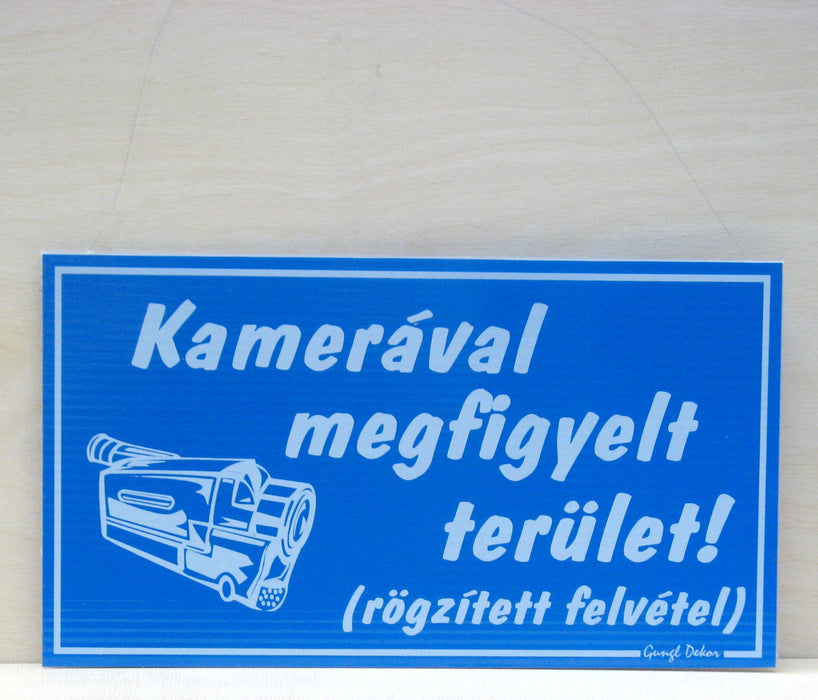 Kamerával
megfigyelt
terület!
(rögzített felvétel)
Gungl Dekor